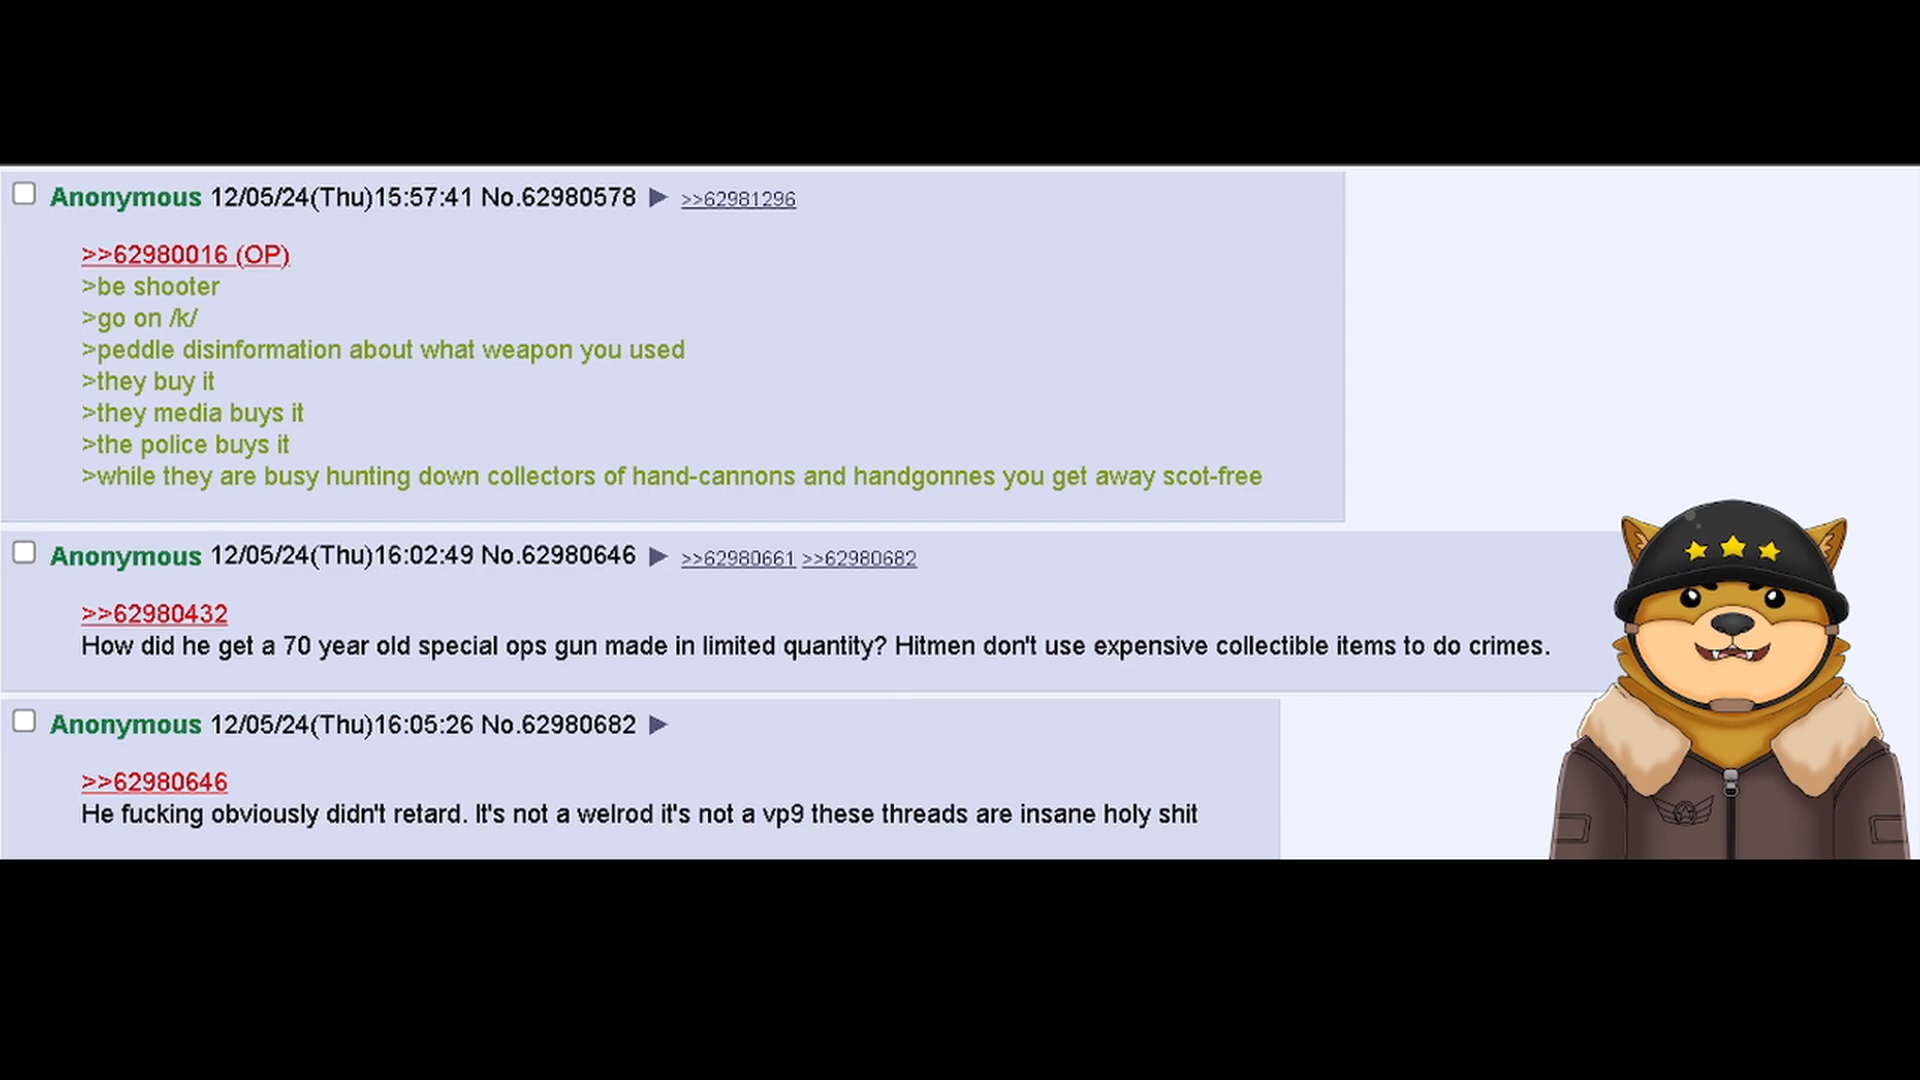 Anonymous 12/05/24(Thu)15:57:41 No.62980578 ▶ >>62981296
>>62980016 (OP)
>be shooter
>go on /k/
>peddle disinformation about what weapon you used
>they buy it
>they media buys it
>the police buys it
>while they are busy hunting down collectors of hand-cannons and handgonnes you get away scot-free
Anonymous 12/05/24(Thu)16:02:49 No.62980646 ▶ >>62980661 >>62980682
>>62980432
How did he get a 70 year old special ops gun made in limited quantity? Hitmen don't use expensive collectible items to do crimes.
Anonymous 12/05/24(Thu)16:05:26 No.62980682 ▶
>>62980646
He fucking obviously didn't retard. It's not a welrod it's not a vp9 these threads are insane holy shit